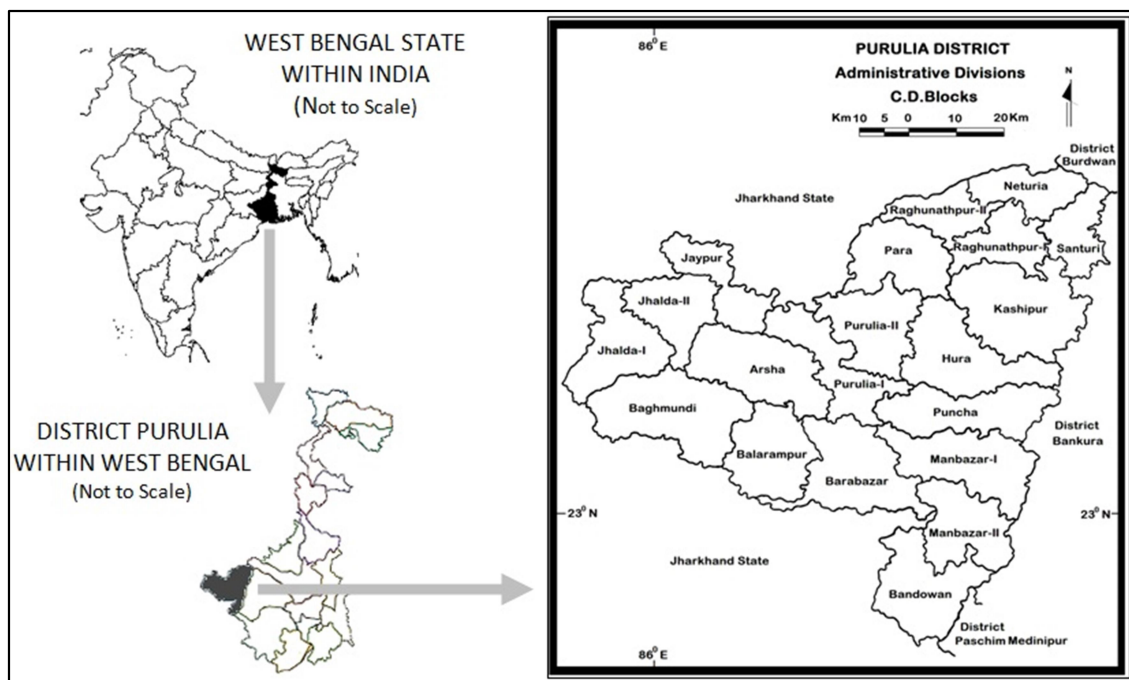 WEST BENGAL STATE
WITHIN INDIA
(Not to Scale)
DISTRICT PURULIA
WITHIN WEST BENGAL
(Not to Scale)
86° E
PURULIA DISTRICT
Administrative Divisions
C.D.Blocks
N
Km 10 5 0 10 20 Km
District
Burdwan
Neturia
Jharkhand State
Raghunathpur-II
Para
Raghunathpur-I
Santuri
Jaypur
Jhalda-II
Kashipur
Purulia-II
Jhalda-I
Hura
Arsha
Purulia-I
Baghmundi
Puncha
District
Bankura
Balarampur
Manbazar-I
Barabazar
23° N
23° N
Manbazar-II
Jharkhand State
Bandowan
District
Paschim Medinipur
86° E